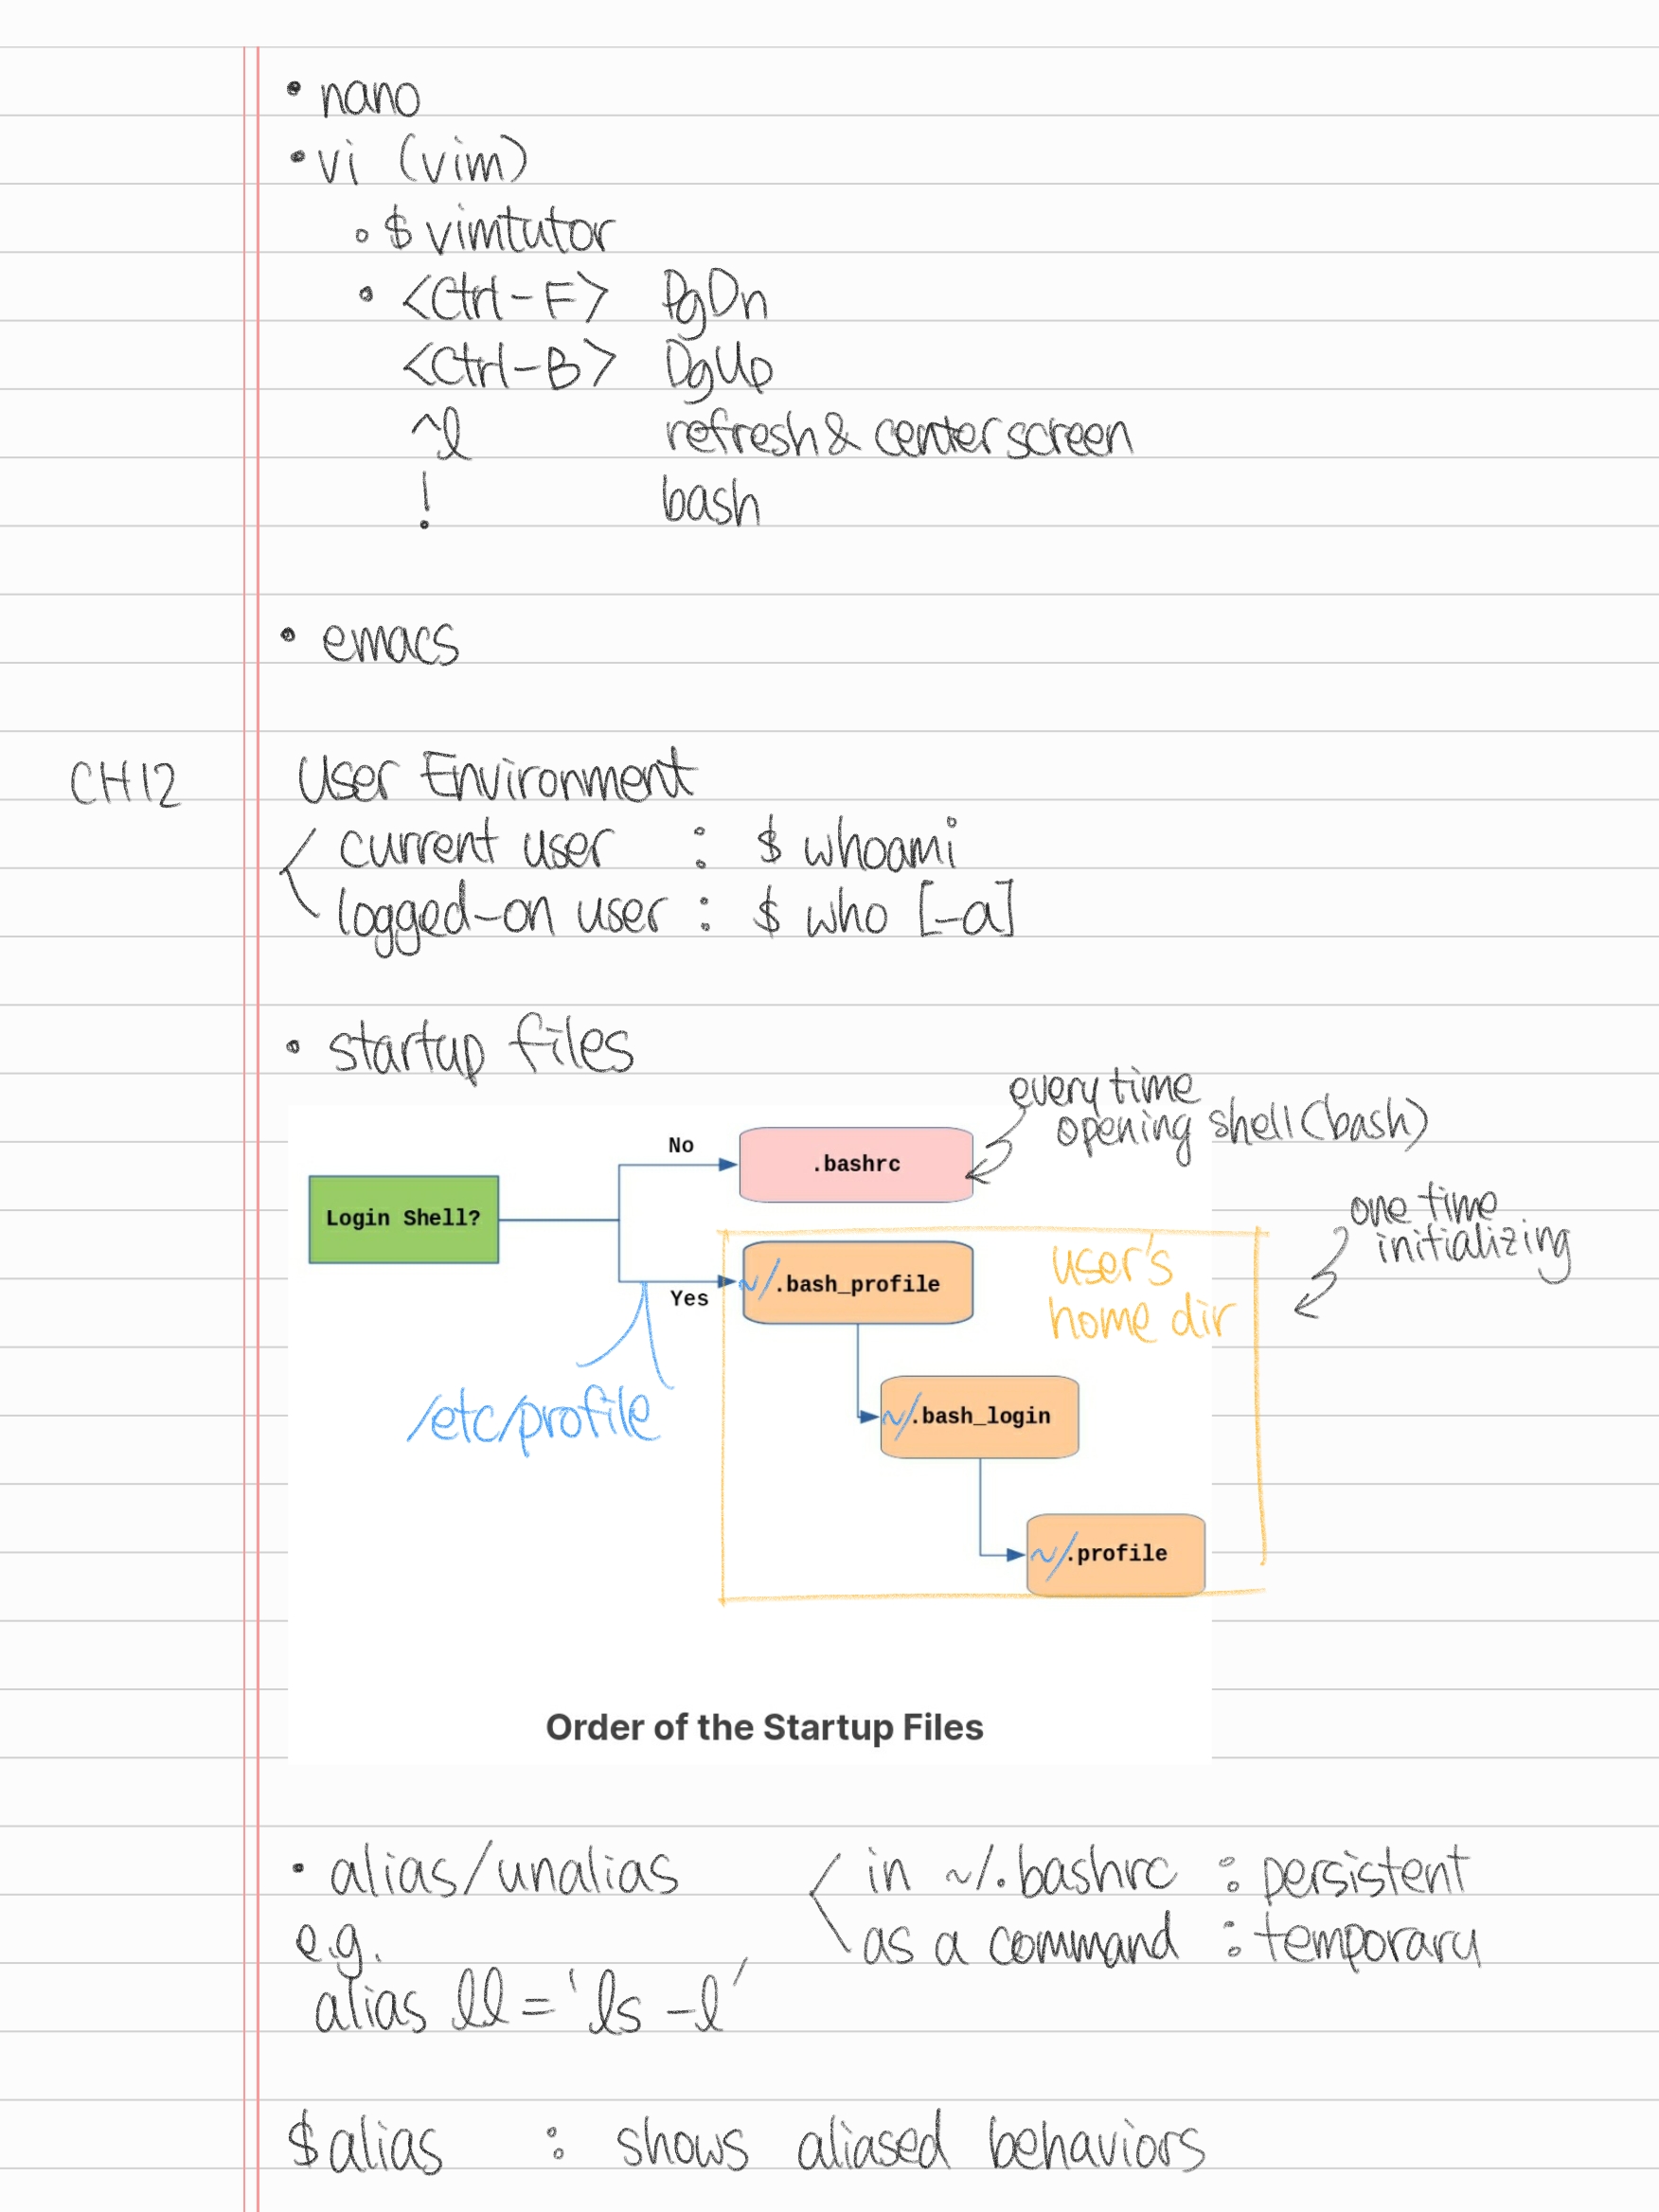 • nano
• vi (vim)
◦ $ vimtutor
• <Ctrl-F> PgDn
<Ctrl-B> PgUp
^l refresh & center screen
! bash
• emacs
CH12 User Environment
current user : $ whoami
logged-on user : $ who [-a]
• startup files
every time
opening shell (bash)
No
.bashrc
Login Shell?
one time
initializing
user's
home dir
~/.bash_profile
Yes
/etc/profile
~/.bash_login
~/.profile
Order of the Startup Files
• alias/unalias < in ~/.bashrc : persistent
e.g. as a command : temporary
alias ll = 'ls -l'
$alias : shows aliased behaviors